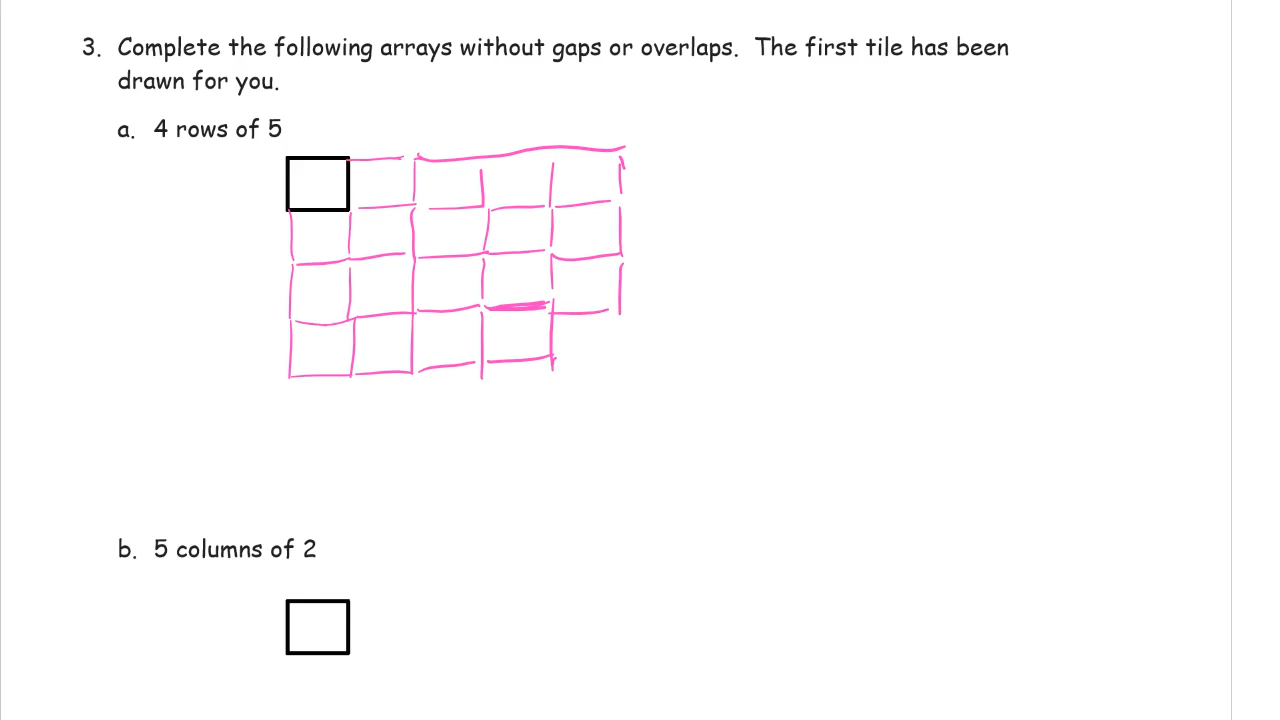 3. Complete the following arrays without gaps or overlaps. The first tile has been
drawn for you.
a. 4 rows of 5
b. 5 columns of 2